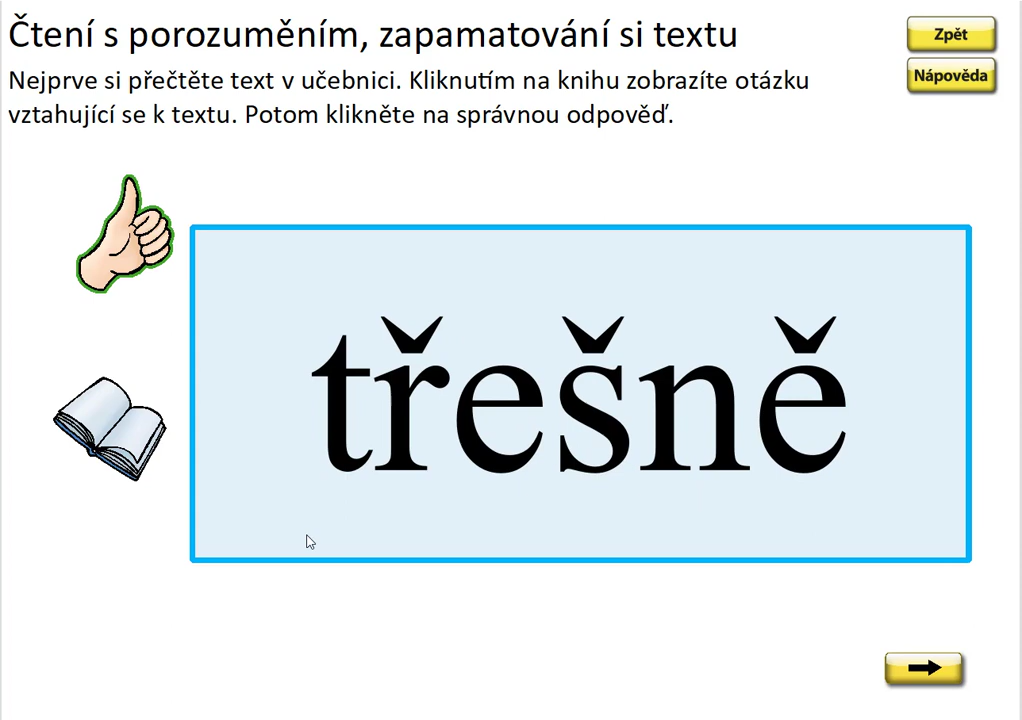 Čtení s porozuměním, zapamatování si textu
Zpět
Nejprve si přečtěte text v učebnici. Kliknutím na knihu zobrazíte otázku
Nápověda
vztahující se k textu. Potom klikněte na správnou odpověď.
třešně